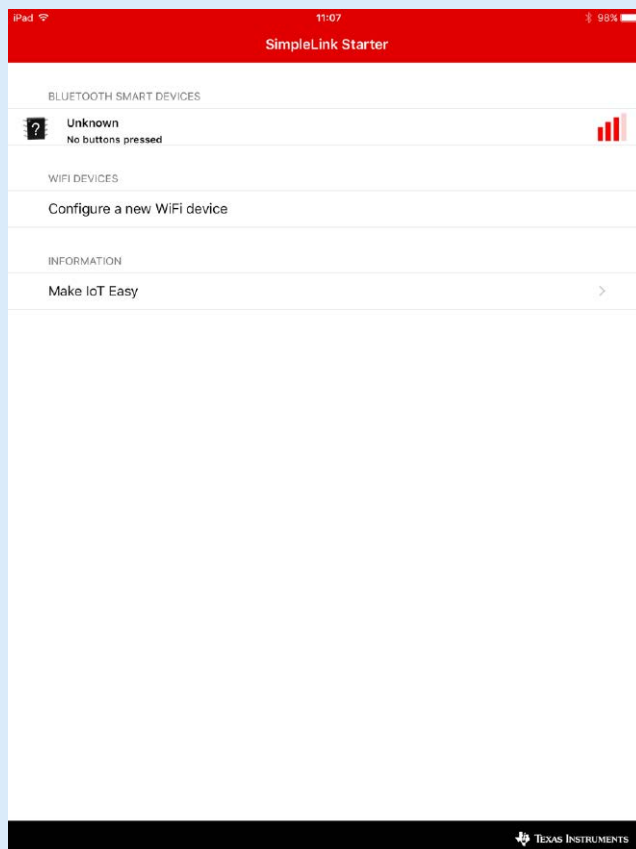 iPad 11:07 98%
SimpleLink Starter
BLUETOOTH SMART DEVICES
?
Unknown
No buttons pressed
WIFI DEVICES
Configure a new WiFi device
INFORMATION
Make IoT Easy
TEXAS INSTRUMENTS